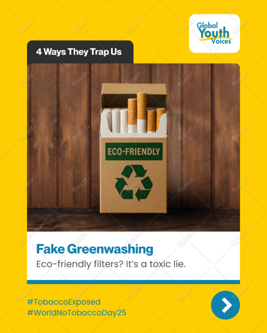 Global
Youth
Voices
4 Ways They Trap Us
ECO-FRIENDLY
Fake Greenwashing
Eco-friendly filters? It's a toxic lie.
#TobaccoExposed
#WorldNoTobaccoDay25